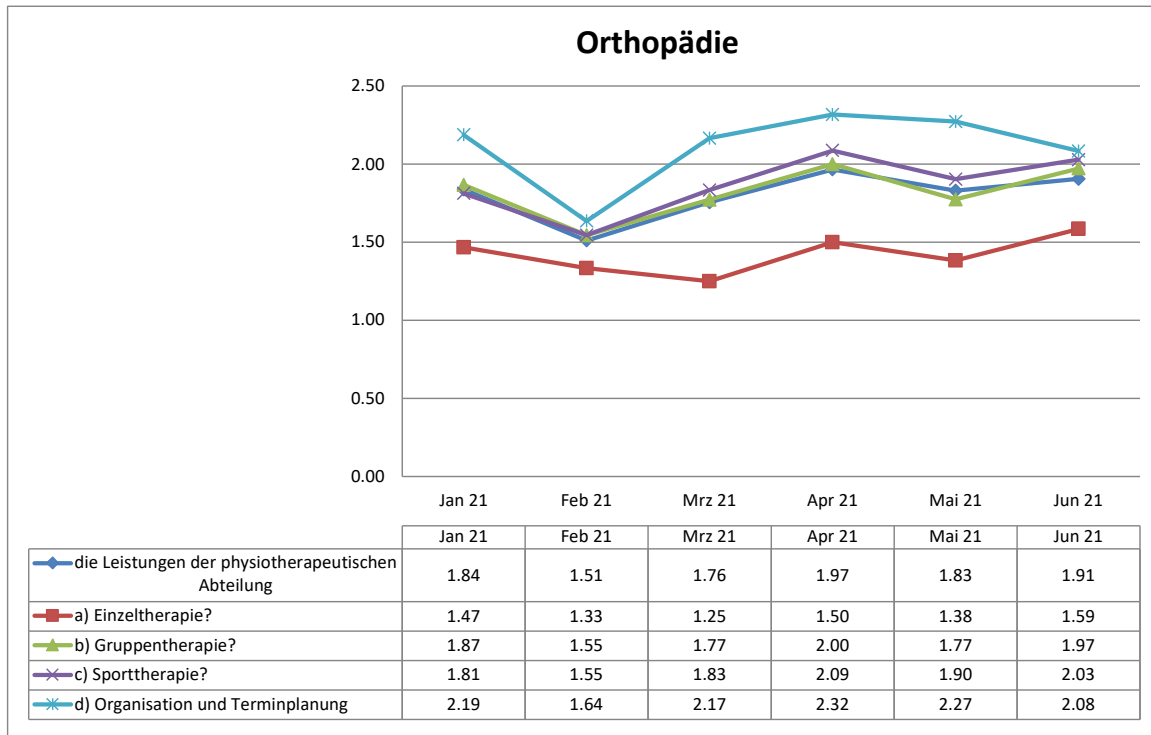 Orthopädie
2.50
2.00
1.50
1.00
0.50
0.00
Jan 21 Feb 21 Mrz 21 Apr 21 Mai 21 Jun 21
Jan 21 Feb 21 Mrz 21 Apr 21 Mai 21 Jun 21
die Leistungen der physiotherapeutischen
Abteilung 1.84 1.51 1.76 1.97 1.83 1.91
a) Einzeltherapie? 1.47 1.33 1.25 1.50 1.38 1.59
b) Gruppentherapie? 1.87 1.55 1.77 2.00 1.77 1.97
c) Sporttherapie? 1.81 1.55 1.83 2.09 1.90 2.03
d) Organisation und Terminplanung 2.19 1.64 2.17 2.32 2.27 2.08